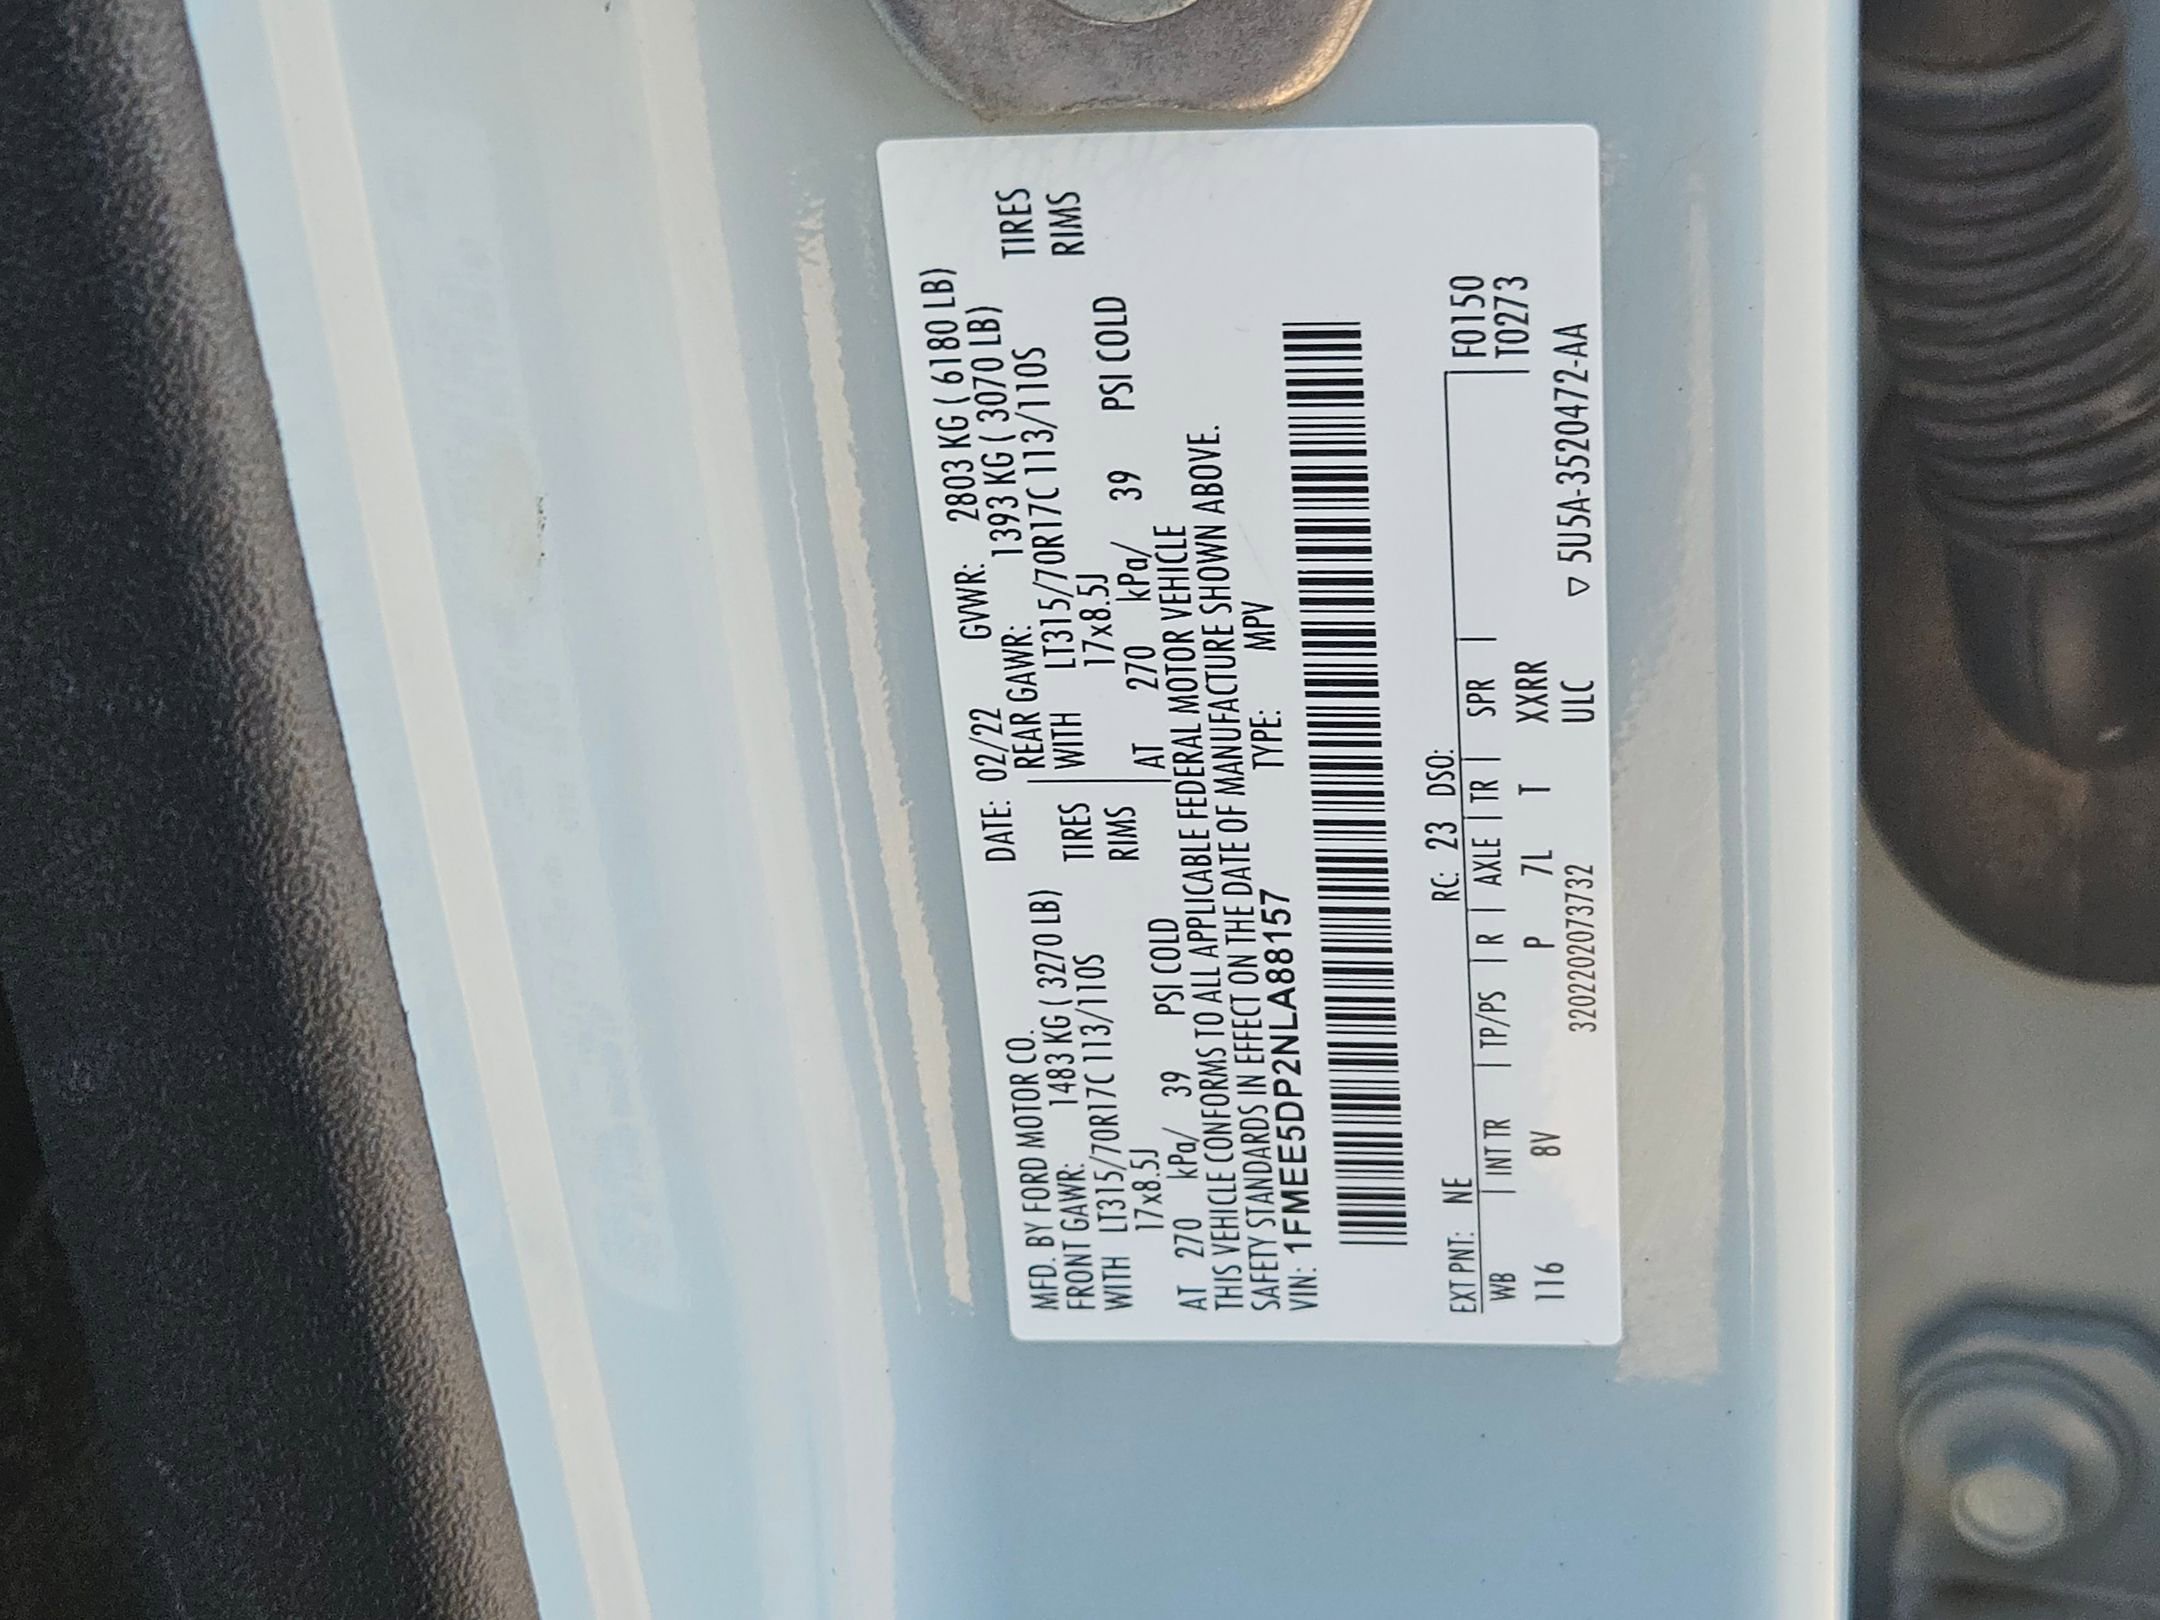 MFD. BY FORD MOTOR CO. DATE: 02/22 GVWR: 2803 KG ( 6180 LB)
FRONT GAWR: 1483 KG ( 3270 LB) REAR GAWR: 1393 KG ( 3070 LB)
WITH LT315/70R17C 113/110S TIRES WITH LT315/70R17C 113/110S TIRES
17x8.5J RIMS 17x8.5J RIMS
AT 270 kPa/ 39 PSI COLD AT 270 kPa/ 39 PSI COLD
THIS VEHICLE CONFORMS TO ALL APPLICABLE FEDERAL MOTOR VEHICLE
SAFETY STANDARDS IN EFFECT ON THE DATE OF MANUFACTURE SHOWN ABOVE.
VIN: 1FMEE5DP2NLA88157 TYPE: MPV
EXT PNT: NE RC: 23 DSO:
WB | INT TR | TP/PS | R | AXLE | TR | SPR | F0150
116 8V P 7L T XXRR T0273
ULC
3202202073732 ▽ 5U5A-3520472-AA